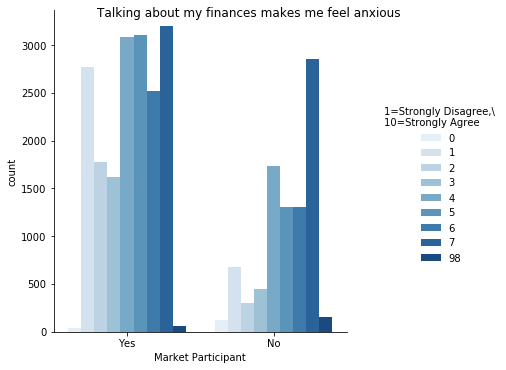 Talking about my finances makes me feel anxious
3000
2500
2000
1500
1000
500
0
count
Yes
No
Market Participant
1=Strongly Disagree,\
10=Strongly Agree
0
1
2
3
4
5
6
7
98